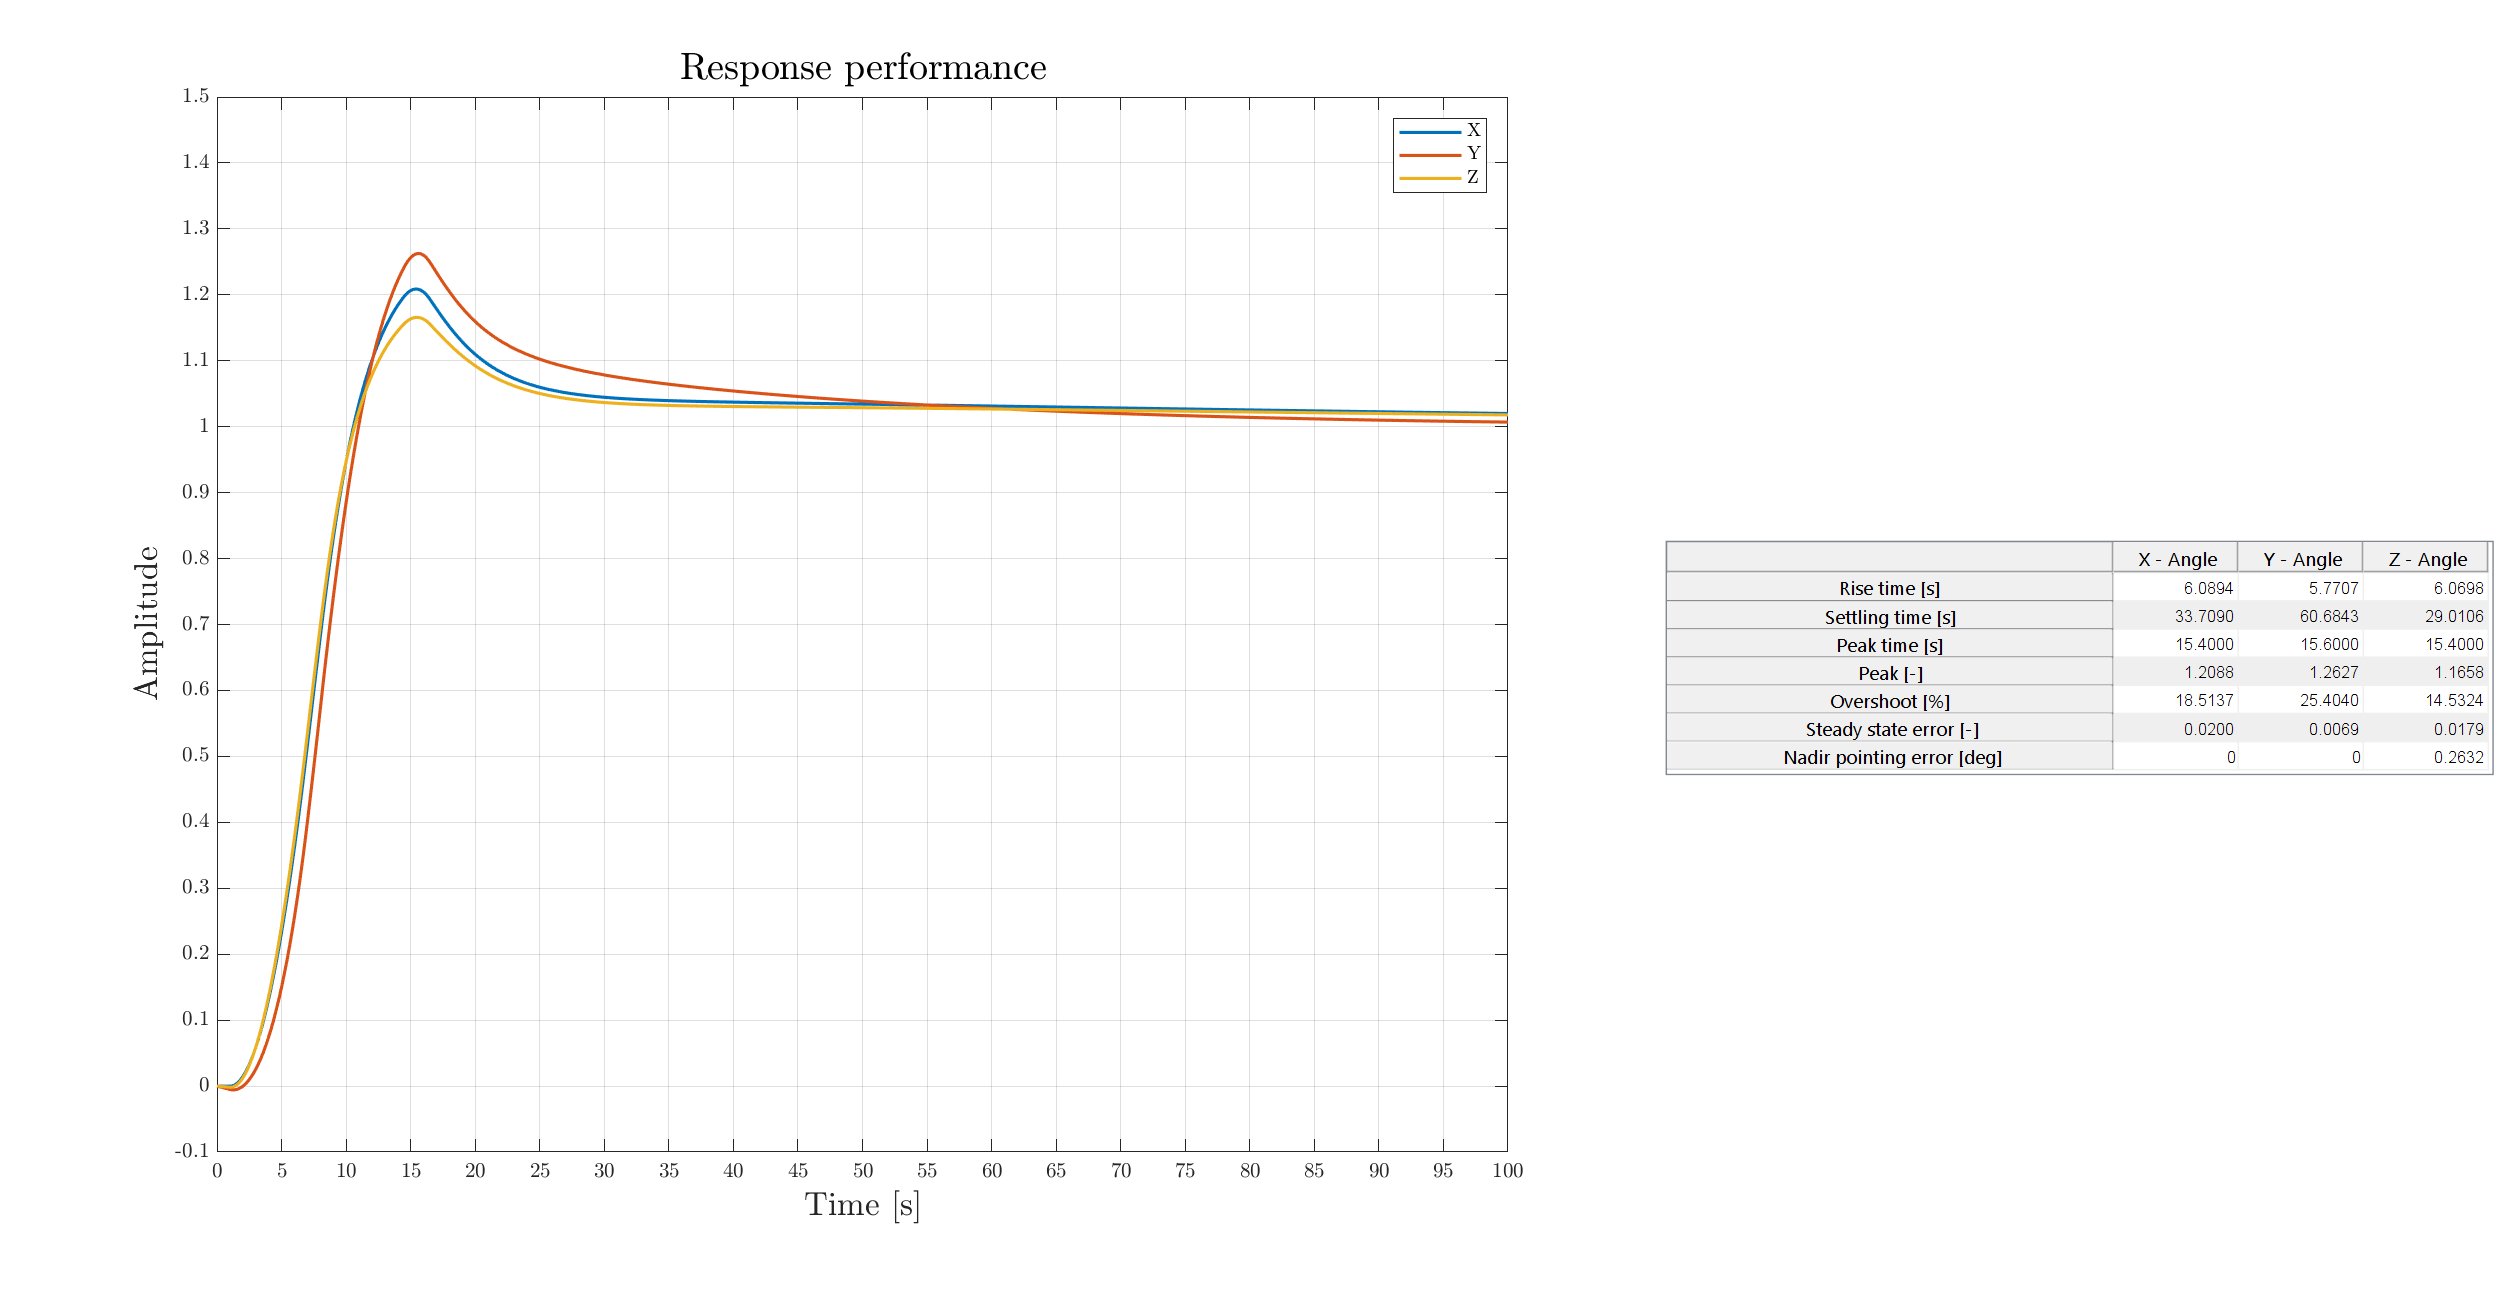 Response performance
1.5
1.4
1.3
1.2
1.1
1
0.9
0.8
0.7
0.6
0.5
0.4
0.3
0.2
0.1
0
-0.1
Amplitude
0 5 10 15 20 25 30 35 40 45 50 55 60 65 70 75 80 85 90 95 100
Time [s]
X
Y
Z
X - Angle Y - Angle Z - Angle
Rise time [s] 6.0894 5.7707 6.0698
Settling time [s] 33.7090 60.6843 29.0106
Peak time [s] 15.4000 15.6000 15.4000
Peak [-] 1.2088 1.2627 1.1658
Overshoot [%] 18.5137 25.4040 14.5324
Steady state error [-] 0.0200 0.0069 0.0179
Nadir pointing error [deg] 0 0 0.2632